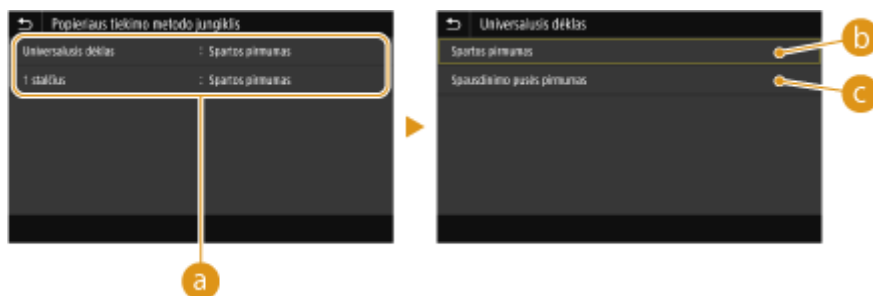 Popieriaus tiekimo metodo jungiklis
Universalusis dėklas : Spartos pirmumas
1 stalčius : Spartos pirmumas
a
Universalusis dėklas
Spartos pirmumas
b
Spausdinimo pusės pirmumas
c